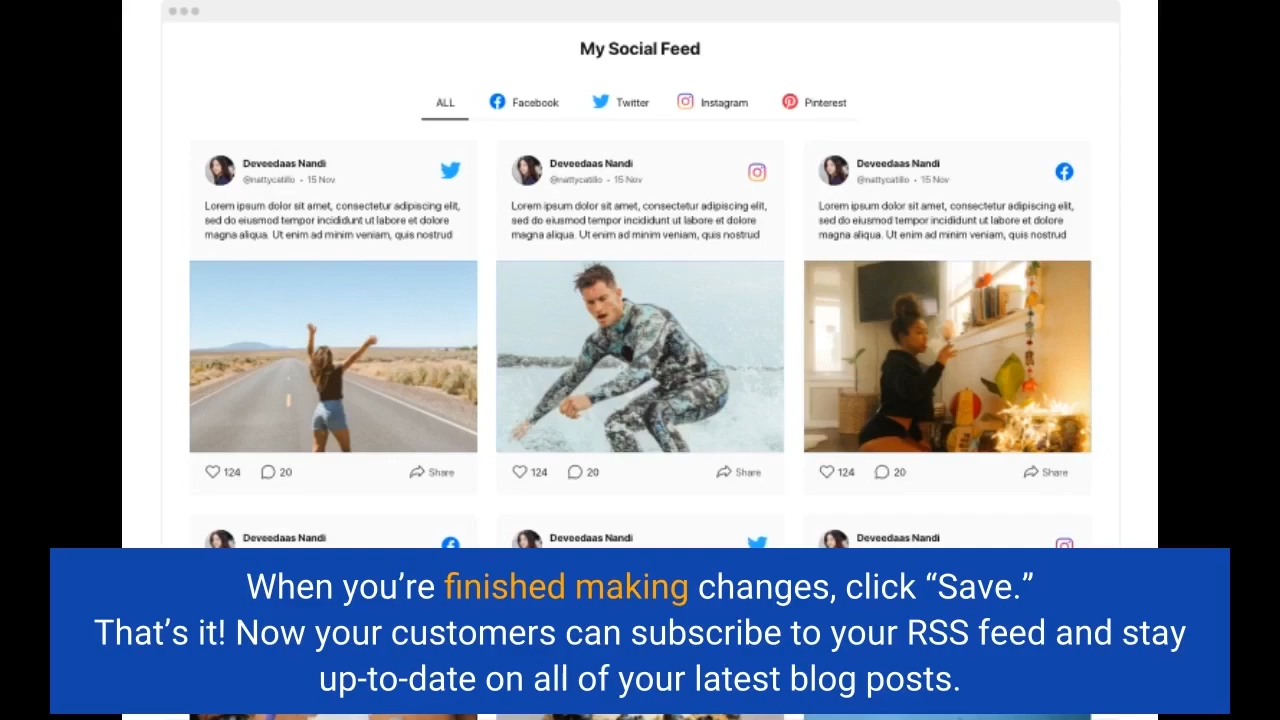 My Social Feed
ALL Facebook Twitter Instagram Pinterest
Deveedaas Nandi
@nattycatillo • 15 Nov
Lorem ipsum dolor sit amet, consectetur adipiscing elit,
sed do eiusmod tempor incididunt ut labore et dolore
magna aliqua. Ut enim ad minim veniam, quis nostrud
124 20 Share
Deveedaas Nandi
@nattycatillo • 15 Nov
Lorem ipsum dolor sit amet, consectetur adipiscing elit,
sed do eiusmod tempor incididunt ut labore et dolore
magna aliqua. Ut enim ad minim veniam, quis nostrud
124 20 Share
Deveedaas Nandi
@nattycatillo • 15 Nov
Lorem ipsum dolor sit amet, consectetur adipiscing elit,
sed do eiusmod tempor incididunt ut labore et dolore
magna aliqua. Ut enim ad minim veniam, quis nostrud
124 20 Share
Deveedaas Nandi
Deveedaas Nandi
Deveedaas Nandi
When you’re finished making changes, click “Save.”
That’s it! Now your customers can subscribe to your RSS feed and stay
up-to-date on all of your latest blog posts.